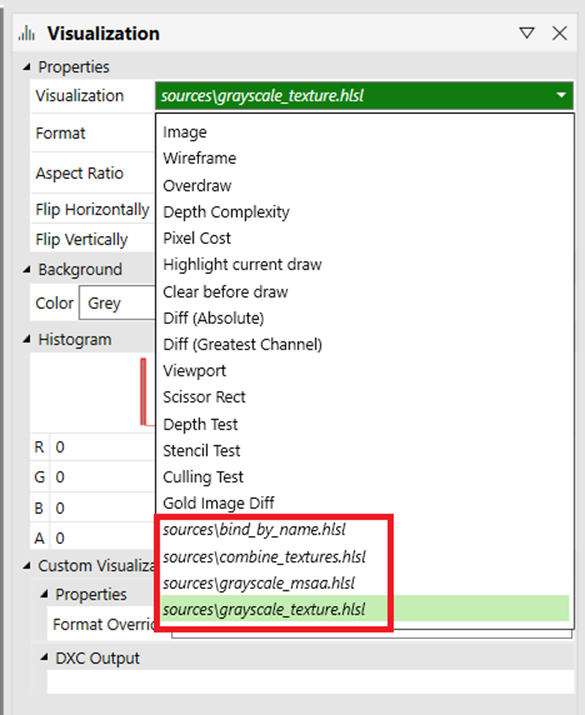 Visualization
Properties
Visualization sources\grayscale_texture.hlsl
Format
Aspect Ratio
Flip Horizontally
Flip Vertically
Background
Color Grey
Histogram
R 0
G 0
B 0
A 0
Custom Visualiza
Properties
Format Overri
DXC Output
Image
Wireframe
Overdraw
Depth Complexity
Pixel Cost
Highlight current draw
Clear before draw
Diff (Absolute)
Diff (Greatest Channel)
Viewport
Scissor Rect
Depth Test
Stencil Test
Culling Test
Gold Image Diff
sources\bind_by_name.hlsl
sources\combine_textures.hlsl
sources\grayscale_msaa.hlsl
sources\grayscale_texture.hlsl